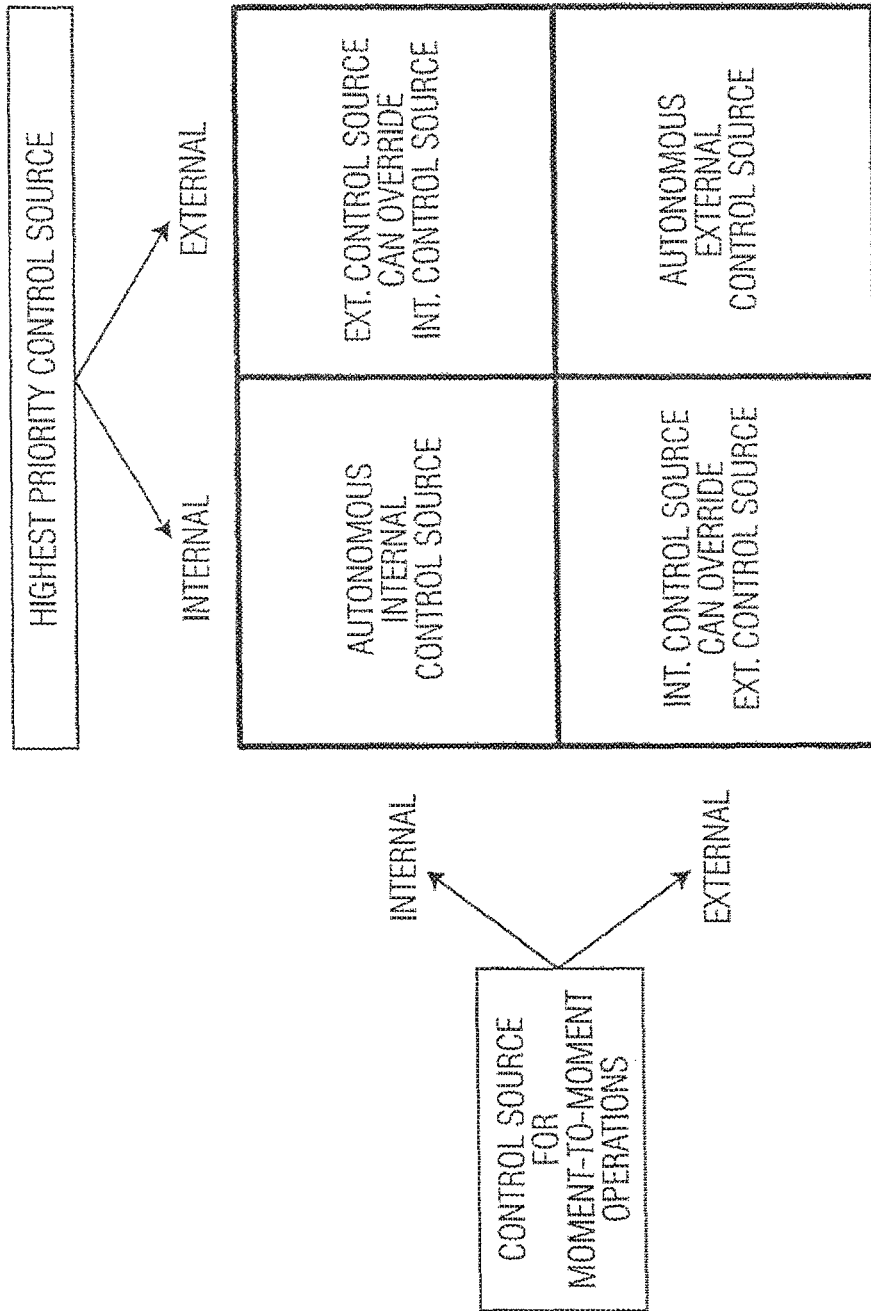 HIGHEST PRIORITY CONTROL SOURCE
INTERNAL
EXTERNAL
CONTROL SOURCE
FOR
MOMENT-TO-MOMENT
OPERATIONS
INTERNAL
EXTERNAL
AUTONOMOUS
INTERNAL
CONTROL SOURCE
EXT. CONTROL SOURCE
CAN OVERRIDE
INT. CONTROL SOURCE
INT. CONTROL SOURCE
CAN OVERRIDE
EXT. CONTROL SOURCE
AUTONOMOUS
EXTERNAL
CONTROL SOURCE